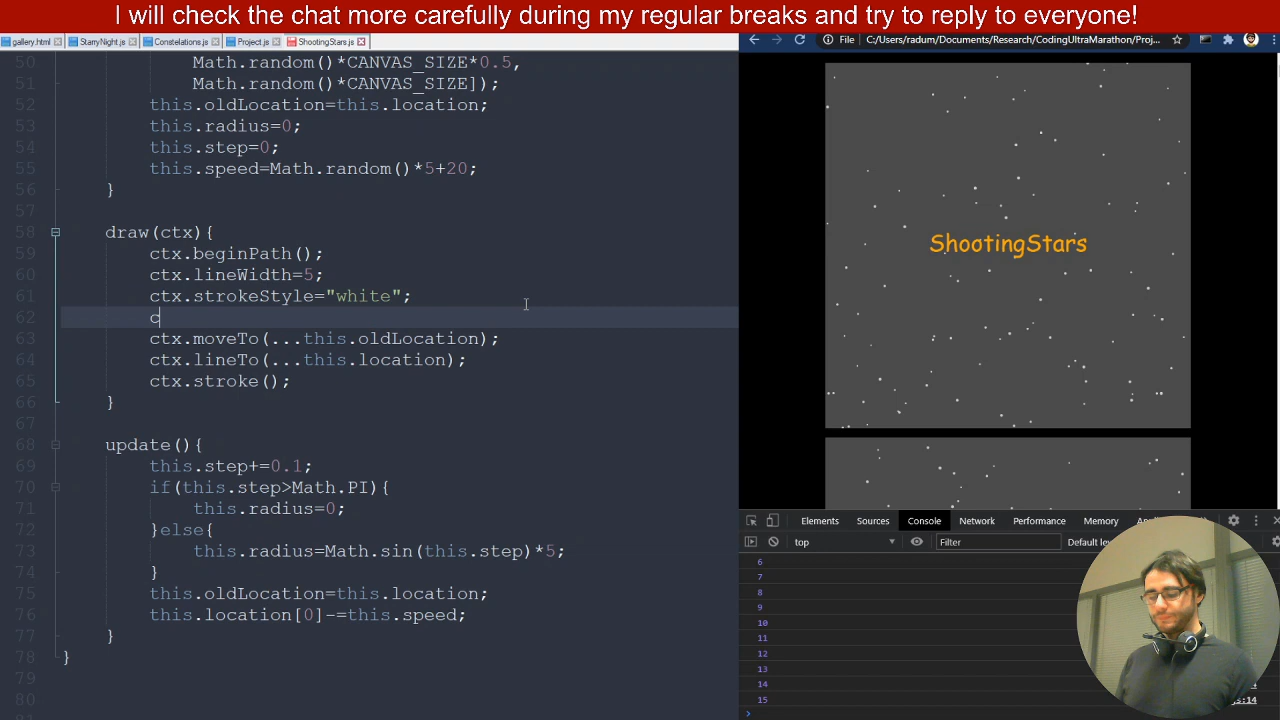 I will check the chat more carefully during my regular breaks and try to reply to everyone!
gallery.html StarryNight.js Constelations.js Project.js ShootingStars.js
File C:/Users/radum/Documents/Research/CodingUltraMarathon/Proj...
50 Math.random()*CANVAS_SIZE*0.5,
51 Math.random()*CANVAS_SIZE]);
52 this.oldLocation=this.location;
53 this.radius=0;
54 this.step=0;
55 this.speed=Math.random()*5+20;
56 }
57
58 draw(ctx){
59 ctx.beginPath();
60 ctx.lineWidth=5;
61 ctx.strokeStyle="white";
62 c
63 ctx.moveTo(...this.oldLocation);
64 ctx.lineTo(...this.location);
65 ctx.stroke();
66 }
67
68 update(){
69 this.step+=0.1;
70 if(this.step>Math.PI){
71 this.radius=0;
72 }else{
73 this.radius=Math.sin(this.step)*5;
74 }
75 this.oldLocation=this.location;
76 this.location[0]-=this.speed;
77 }
78 }
79
80
ShootingStars
Elements Sources Console Network Performance Memory
top Filter Default
6
7
8
9
10
11
12
13
14
15